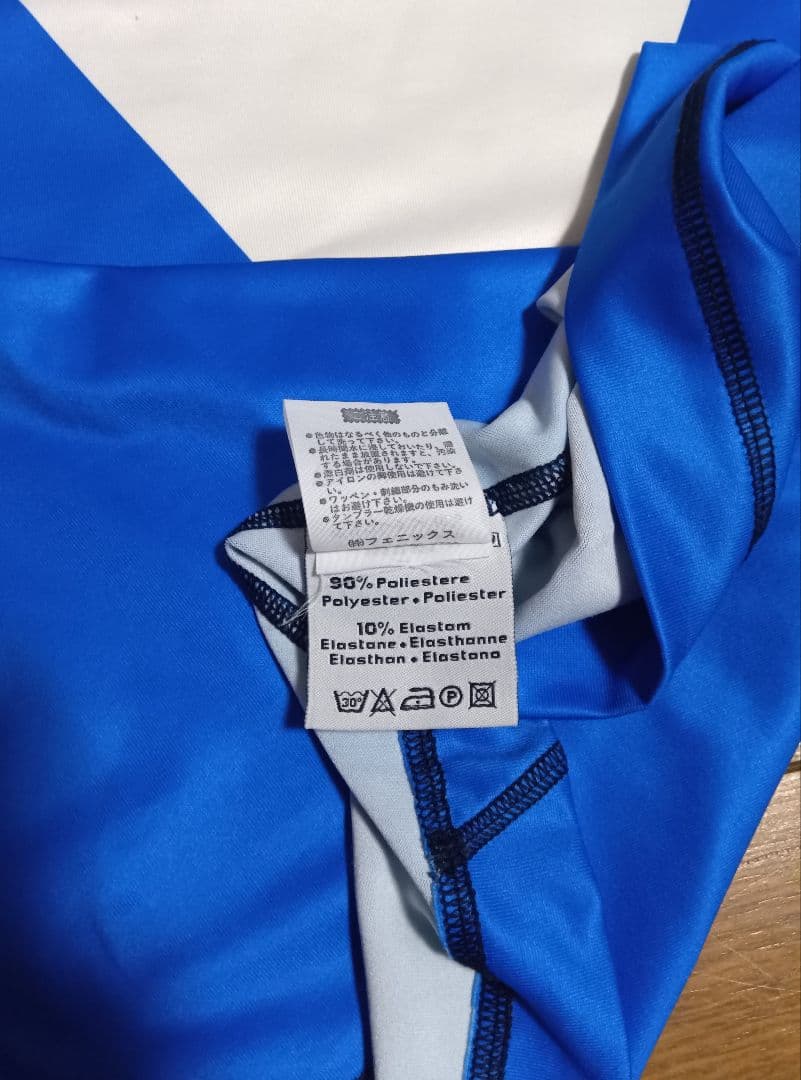 ●色物はなるべく他のものと分離
して洗って下さい。
●長時間水に浸しておいたり、濡
れたまま放置されますと、汚染
する場合があります。
●漂白剤は使用しないで下さい。
●アイロンの使用は避けて下さ
い。
●ワッペン・刺繍部分のもみ洗い
はお避け下さい。
●タンブラー乾燥機の使用は避け
て下さい。
㈱フェニックス
90% Poliestere
Polyester • Poliester
10% Elastam
Elastane • Elasthanne
Elasthan • Elastano
30°
P